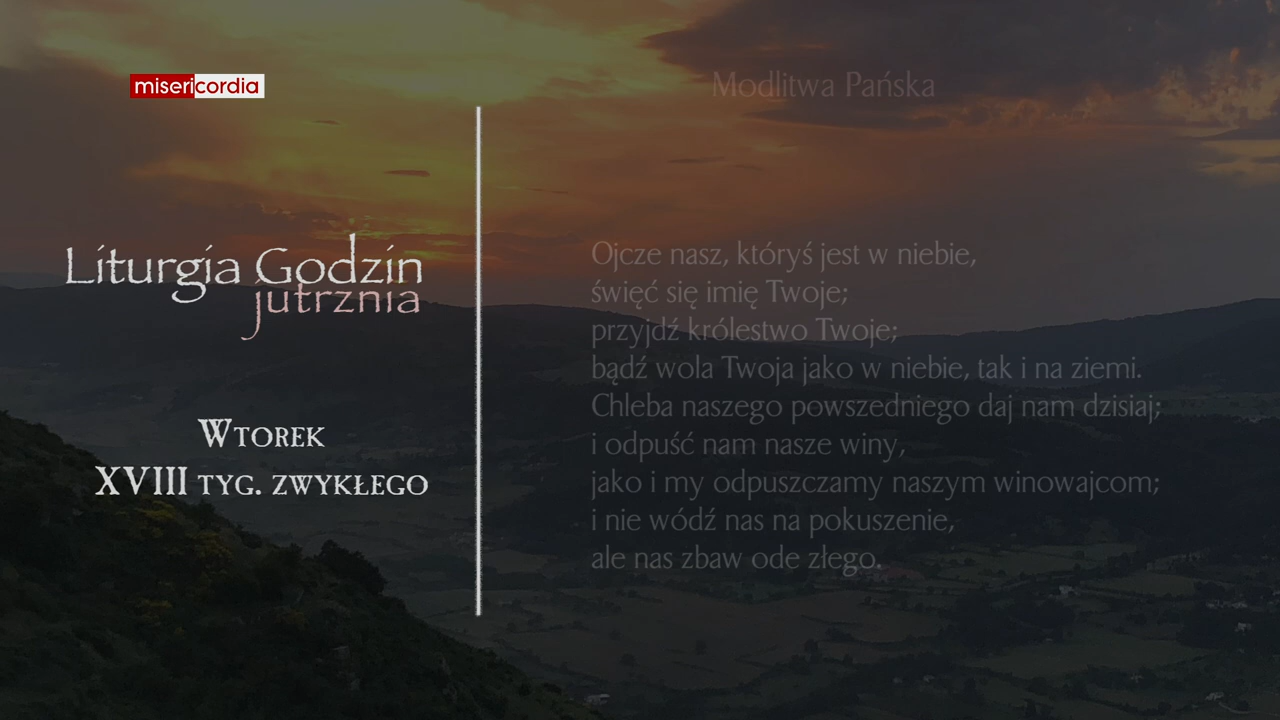 misericordia
Liturgia Godzin
jutrznia
Wtorek
XVIII tyg. zwykłego
Modlitwa Pańska
Ojcze nasz, któryś jest w niebie,
święć się imię Twoje;
przyjdź królestwo Twoje;
bądź wola Twoja jako w niebie, tak i na ziemi.
Chleba naszego powszedniego daj nam dzisiaj;
i odpuść nam nasze winy,
jako i my odpuszczamy naszym winowajcom;
i nie wódź nas na pokuszenie,
ale nas zbaw ode złego.